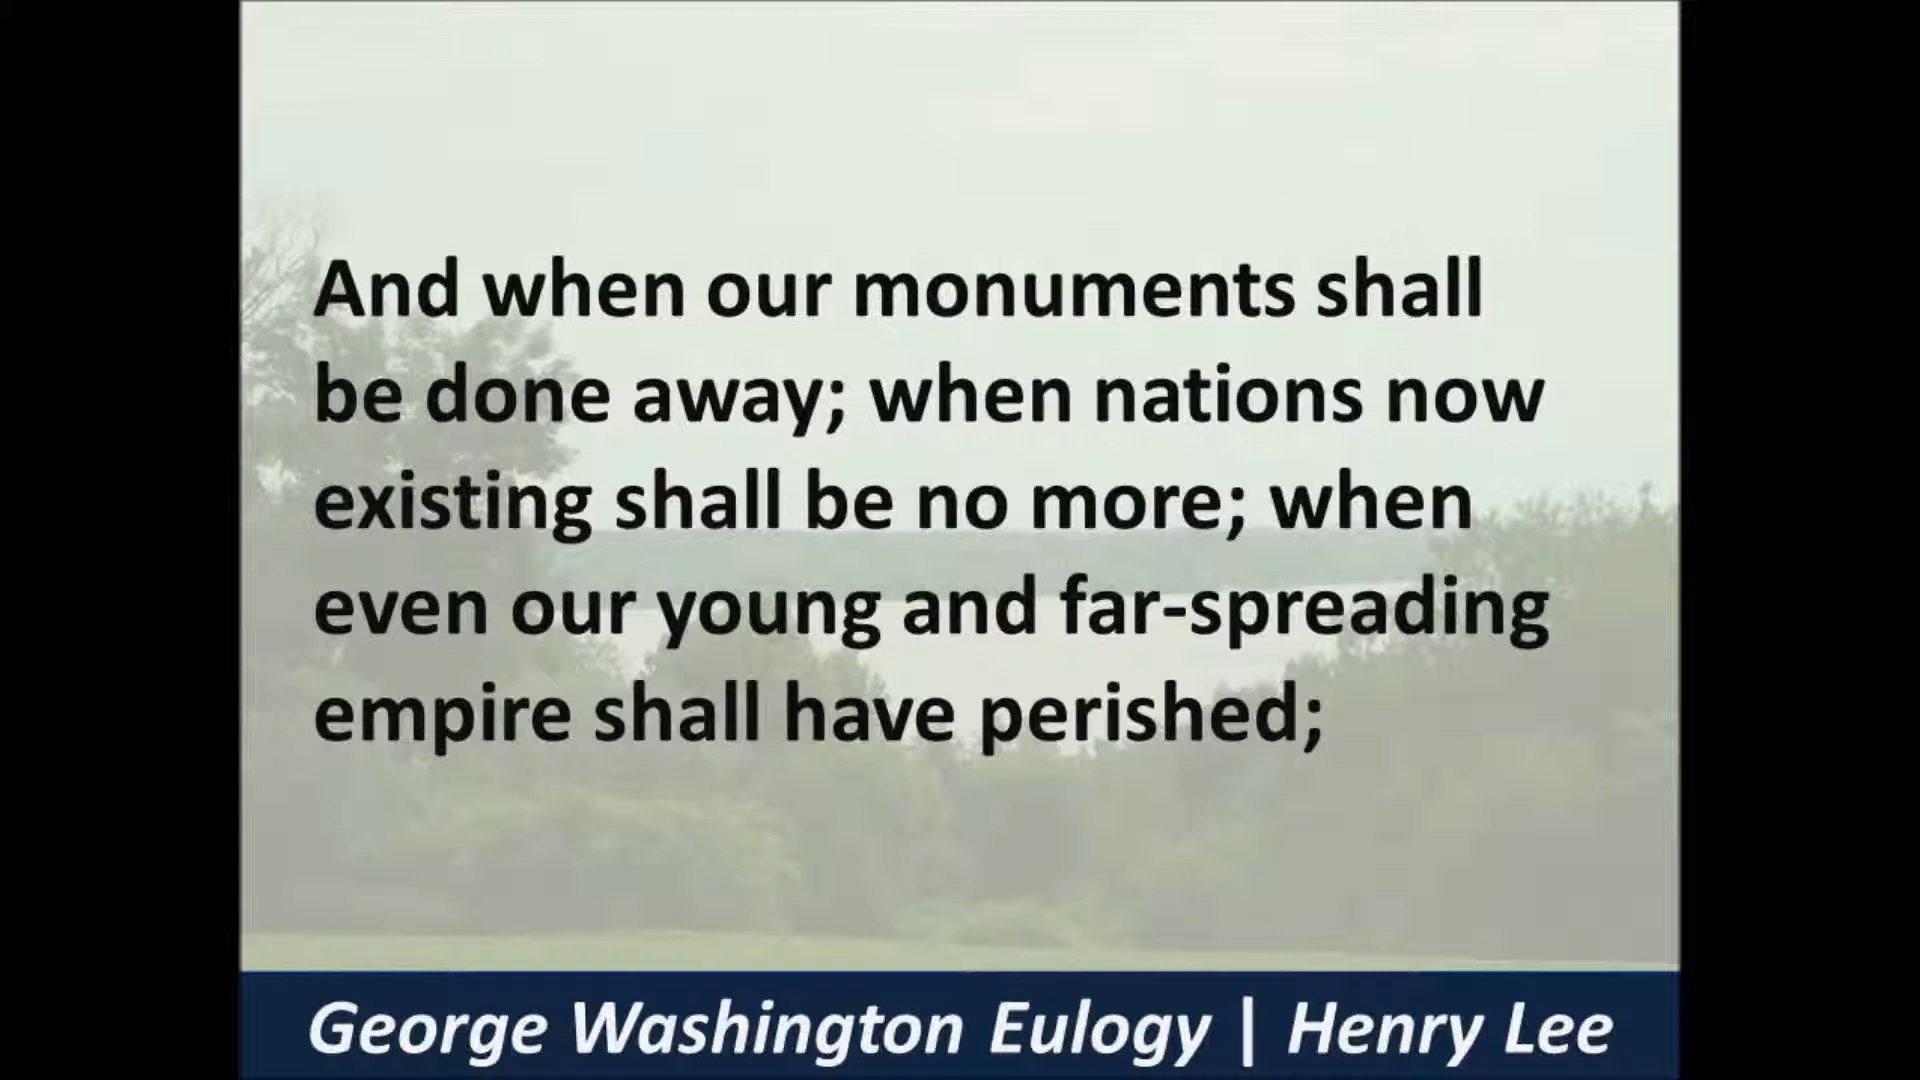 And when our monuments shall
be done away; when nations now
existing shall be no more; when
even our young and far-spreading
empire shall have perished;
George Washington Eulogy | Henry Lee